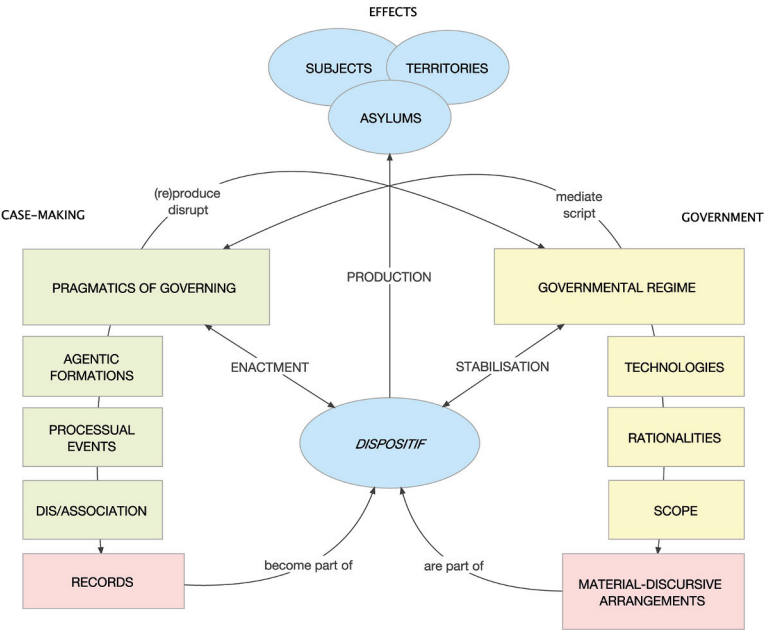 EFFECTS
SUBJECTS
TERRITORIES
ASYLUMS
(re)produce
disrupt
mediate
script
CASE-MAKING
GOVERNMENT
PRAGMATICS OF GOVERNING
PRODUCTION
GOVERNMENTAL REGIME
ENACTMENT
STABILISATION
AGENTIC
FORMATIONS
TECHNOLOGIES
PROCESSUAL
EVENTS
DISPOSITIF
RATIONALITIES
DIS/ASSOCIATION
SCOPE
RECORDS
become part of
are part of
MATERIAL-DISCURSIVE
ARRANGEMENTS